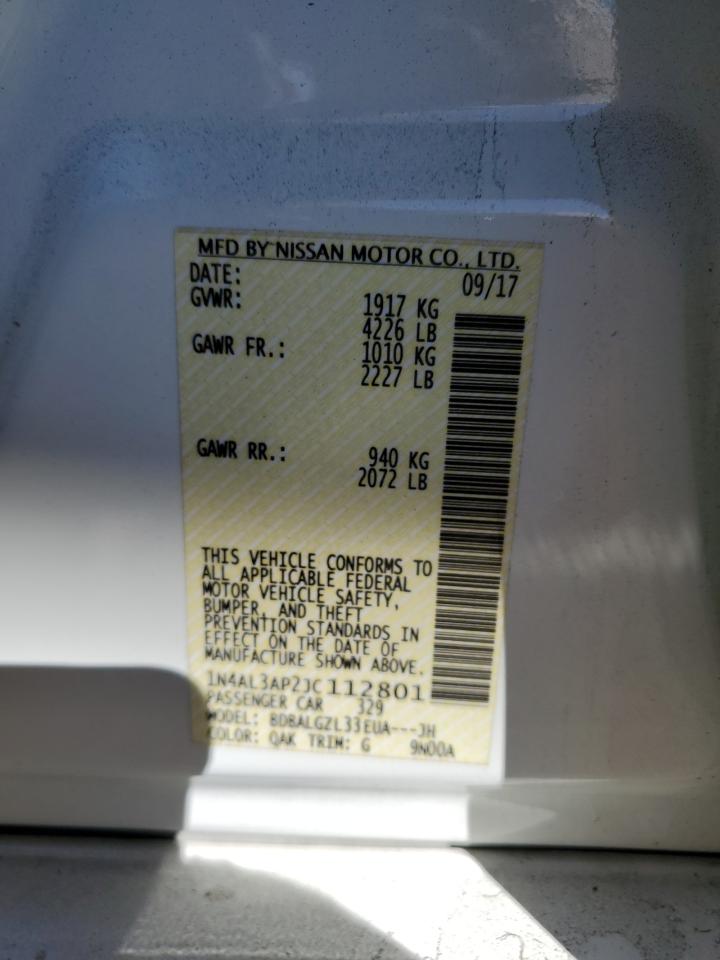 MFD BY NISSAN MOTOR CO., LTD.
DATE: 09/17
GVWR: 1917 KG
4226 LB
GAWR FR.: 1010 KG
2227 LB
GAWR RR.: 940 KG
2072 LB
THIS VEHICLE CONFORMS TO
ALL APPLICABLE FEDERAL
MOTOR VEHICLE SAFETY,
BUMPER, AND THEFT
PREVENTION STANDARDS IN
EFFECT ON THE DATE OF
MANUFACTURE SHOWN ABOVE.
1N4AL3AP2JC112801
PASSENGER CAR 329
MODEL: BDBALGZL33EUA---JH
COLOR: QAK TRIM: G 9N00A